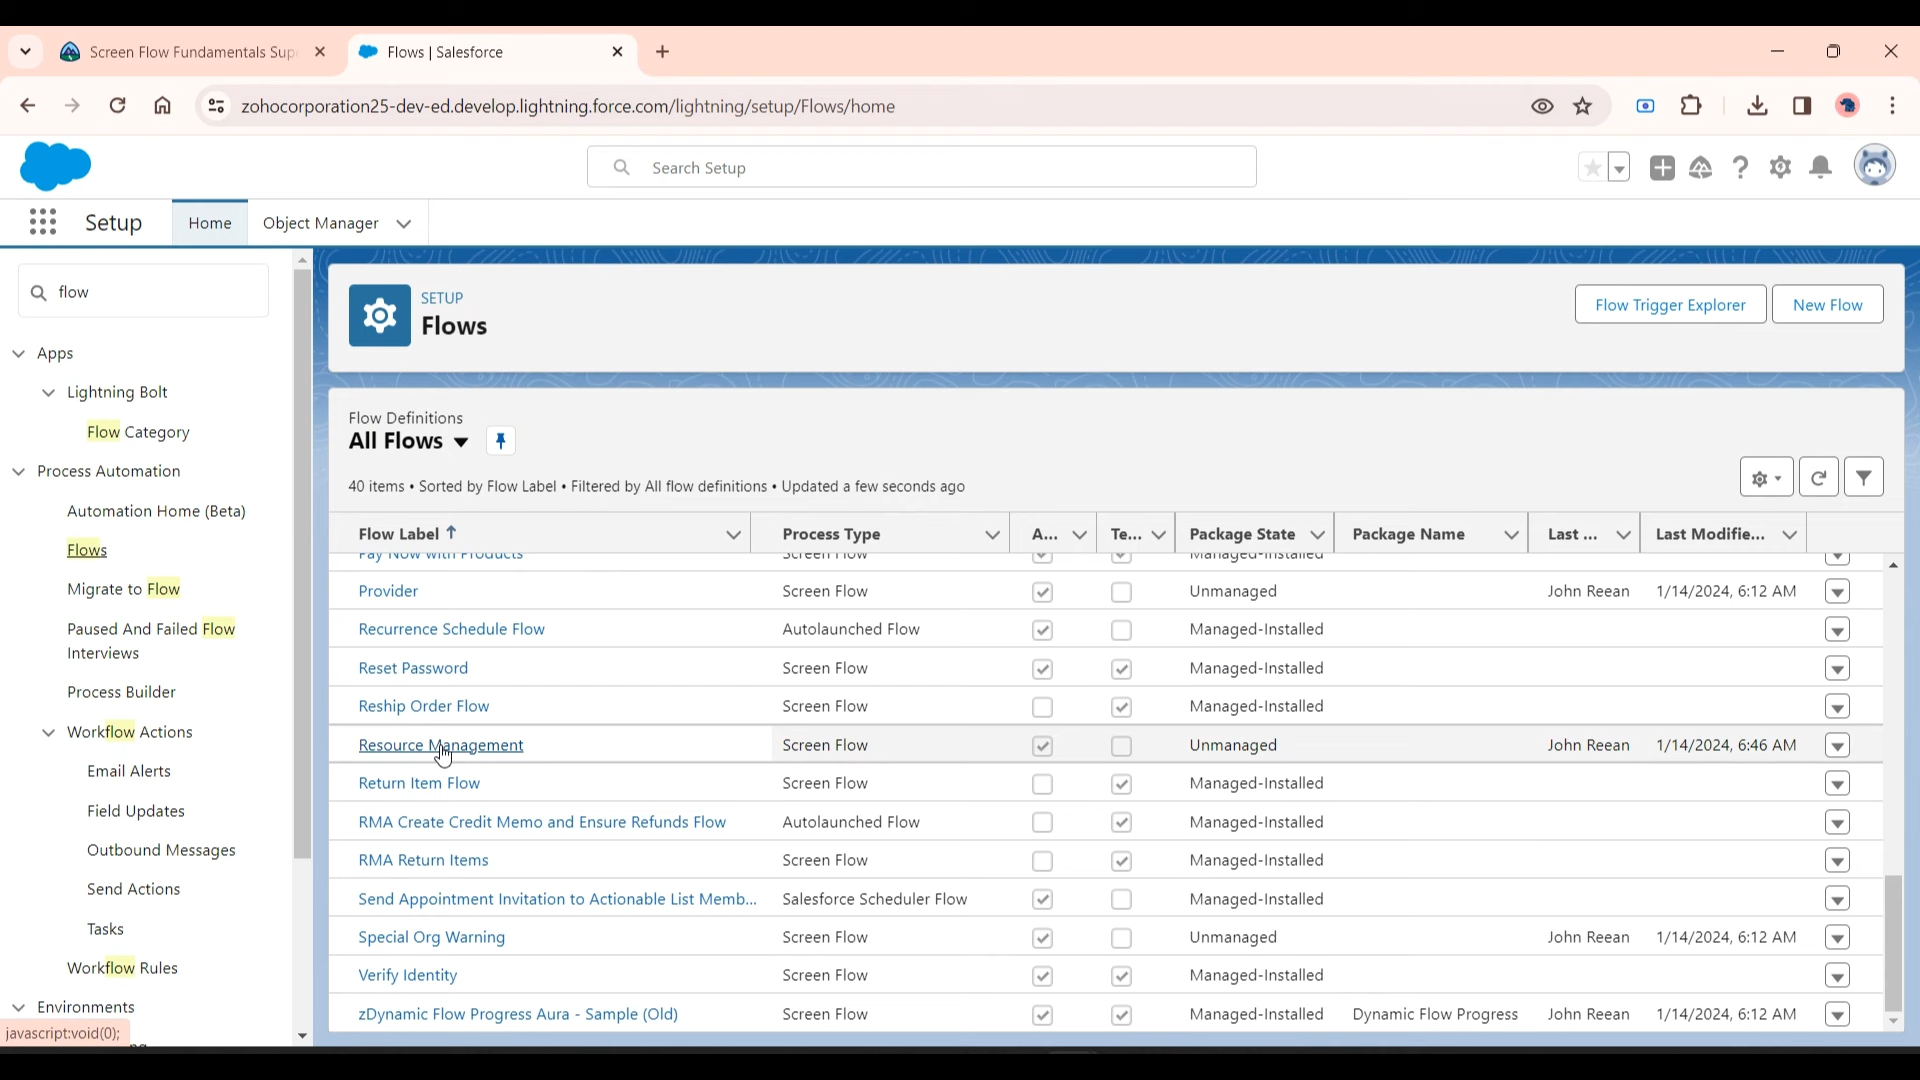 Screen Flow Fundamentals Sup
Flows | Salesforce
zohocorporation25-dev-ed.develop.lightning.force.com/lightning/setup/Flows/home
Search Setup
Setup
Home
Object Manager
flow
Apps
Lightning Bolt
Flow Category
Process Automation
Automation Home (Beta)
Flows
Migrate to Flow
Paused And Failed Flow
Interviews
Process Builder
Workflow Actions
Email Alerts
Field Updates
Outbound Messages
Send Actions
Tasks
Workflow Rules
Environments
javascript:void(0);
SETUP
Flows
Flow Trigger Explorer
New Flow
Flow Definitions
All Flows
40 items • Sorted by Flow Label • Filtered by All flow definitions • Updated a few seconds ago
Flow Label Process Type A... Te... Package State Package Name Last ... Last Modifie...
Pay Now with Products Screen Flow Managed-Installed
Provider Screen Flow Unmanaged John Reean 1/14/2024, 6:12 AM
Recurrence Schedule Flow Autolaunched Flow Managed-Installed
Reset Password Screen Flow Managed-Installed
Reship Order Flow Screen Flow Managed-Installed
Resource Management Screen Flow Unmanaged John Reean 1/14/2024, 6:46 AM
Return Item Flow Screen Flow Managed-Installed
RMA Create Credit Memo and Ensure Refunds Flow Autolaunched Flow Managed-Installed
RMA Return Items Screen Flow Managed-Installed
Send Appointment Invitation to Actionable List Memb... Salesforce Scheduler Flow Managed-Installed
Special Org Warning Screen Flow Unmanaged John Reean 1/14/2024, 6:12 AM
Verify Identity Screen Flow Managed-Installed
zDynamic Flow Progress Aura - Sample (Old) Screen Flow Managed-Installed Dynamic Flow Progress John Reean 1/14/2024, 6:12 AM